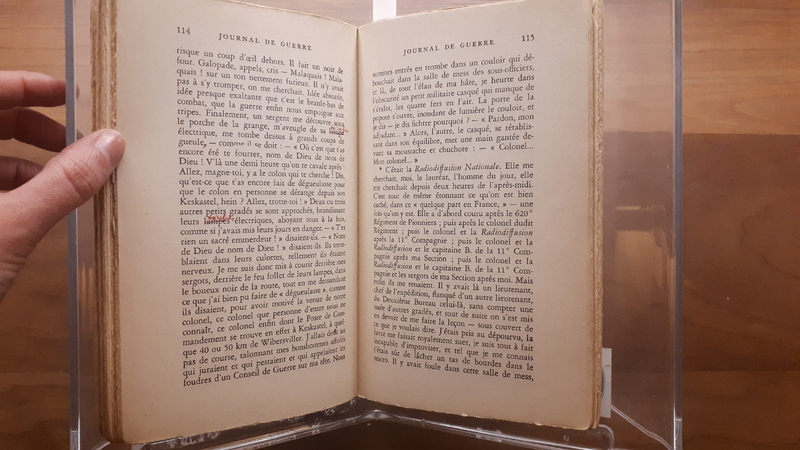 114
JOURNAL DE GUERRE
risque un coup d'œil dehors. Il fait un noir de
four. Galopade, appels, cris — Malaquais ! Mala-
quais ! sur un ton nettement furieux. Il n'y avait
pas à s'y tromper, on me cherchait. Idée absurde,
idée presque exaltante que c'est le branle-bas de
combat, que la guerre enfin nous empoigne aux
tripes. Finalement, un sergent me découvre sous
le porche de la grange, m'aveugle de sa
électrique, me tombe dessus à grands coups de
gueule, — comme il se doit : — « Où c'est que t'as
encore été te fourrer, nom de Dieu de nom de
Dieu ! V'là une demi heure qu'on te cavale après !
Allez, magne-toi, y a le colon qui te cherche ! Dis,
qu'est-ce que t'as encore fait de dégueulasse pour
que le colon en personne se dérange depuis son
Keskastel, hein ? Allez, trotte-toi ! » Deux ou trois
autres petits gradés se sont approchés, brandissant
leurs lampes électriques, aboyant tous à la fois,
comme si j'avais mis leurs jours en danger. — « T'es
rien un sacré emmerdeur ! » disaient-ils. — « Nom
de Dieu de nom de Dieu ! » disaient-ils. Ils trem-
blaient dans leurs culottes, tellement ils étaient
nerveux. Je me suis donc mis à courir derrière mes
sergots, derrière le feu follet de leurs lampes, dans
le boueux noir de la route, tout en me demandant
ce que j'ai bien pu faire de « dégueulasse », comme
ils disaient, pour avoir motivé la venue de notre
colonel, ce colonel que personne d'entre nous ne
connaît, ce colonel enfin dont le Poste de Com-
mandement se trouve en effet à Keskastel, à quel-
que 40 ou 50 km de Wibersviller. J'allais donc au
pas de course, talonnant mes bonshommes affolés
qui juraient et qui pestaient et qui appelaient les
foudres d'un Conseil de Guerre sur ma tête. Nous
JOURNAL DE GUERRE
115
sommes entrés en trombe dans un couloir qui dé-
bouchait dans la salle de mess des sous-officiers,
et là, de tout l'élan de ma hâte, je heurte dans
l'obscurité un petit militaire casqué qui manque de
s'étaler, les quatre fers en l'air. La porte de la
popote s'ouvre, inondant de lumière le couloir, et
je dis — je dis fichtre pourquoi ? — « Pardon, mon
adjudant... » Alors, l'autre, le casqué, se rétablis-
sant dans son équilibre, met une main gantée de-
vant sa moustache et chuchote : — « Colonel...
Mon colonel... »
C'était la Radiodiffusion Nationale. Elle me
cherchait, moi, le lauréat, l'homme du jour, elle
me cherchait depuis deux heures de l'après-midi.
C'est tout de même étonnant ce qu'on est bien
caché, dans ce « quelque part en France, » — une
fois qu'on y est. Elle a d'abord couru après le 620°
Régiment de Pionniers ; puis après le colonel dudit
Régiment ; puis le colonel et la Radiodiffusion
après la 11° Compagnie ; puis le colonel et la
Radiodiffusion et le capitaine B. de la 11° Com-
pagnie après ma Section ; puis le colonel et la
Radiodiffusion et le capitaine B. de la 11° Com-
pagnie et les sergots de ma Section après moi. Mais
enfin ils me tenaient. Il y avait là un lieutenant,
chef de l'expédition, flanqué d'un autre lieutenant,
du Deuxième Bureau celui-là, sans compter une
nuée d'autres gradés, et tout de suite on s'est mis
en devoir de me faire la leçon — sous couvert de
ce que je voulais dire. J'étais pris au dépourvu, la
farce me faisait royalement suer, je suis tout à fait
incapable d'improviser, et tel que je me connais
j'étais sûr de lâcher un tas de bourdes dans le
micro. Il y avait foule dans cette salle de mess,